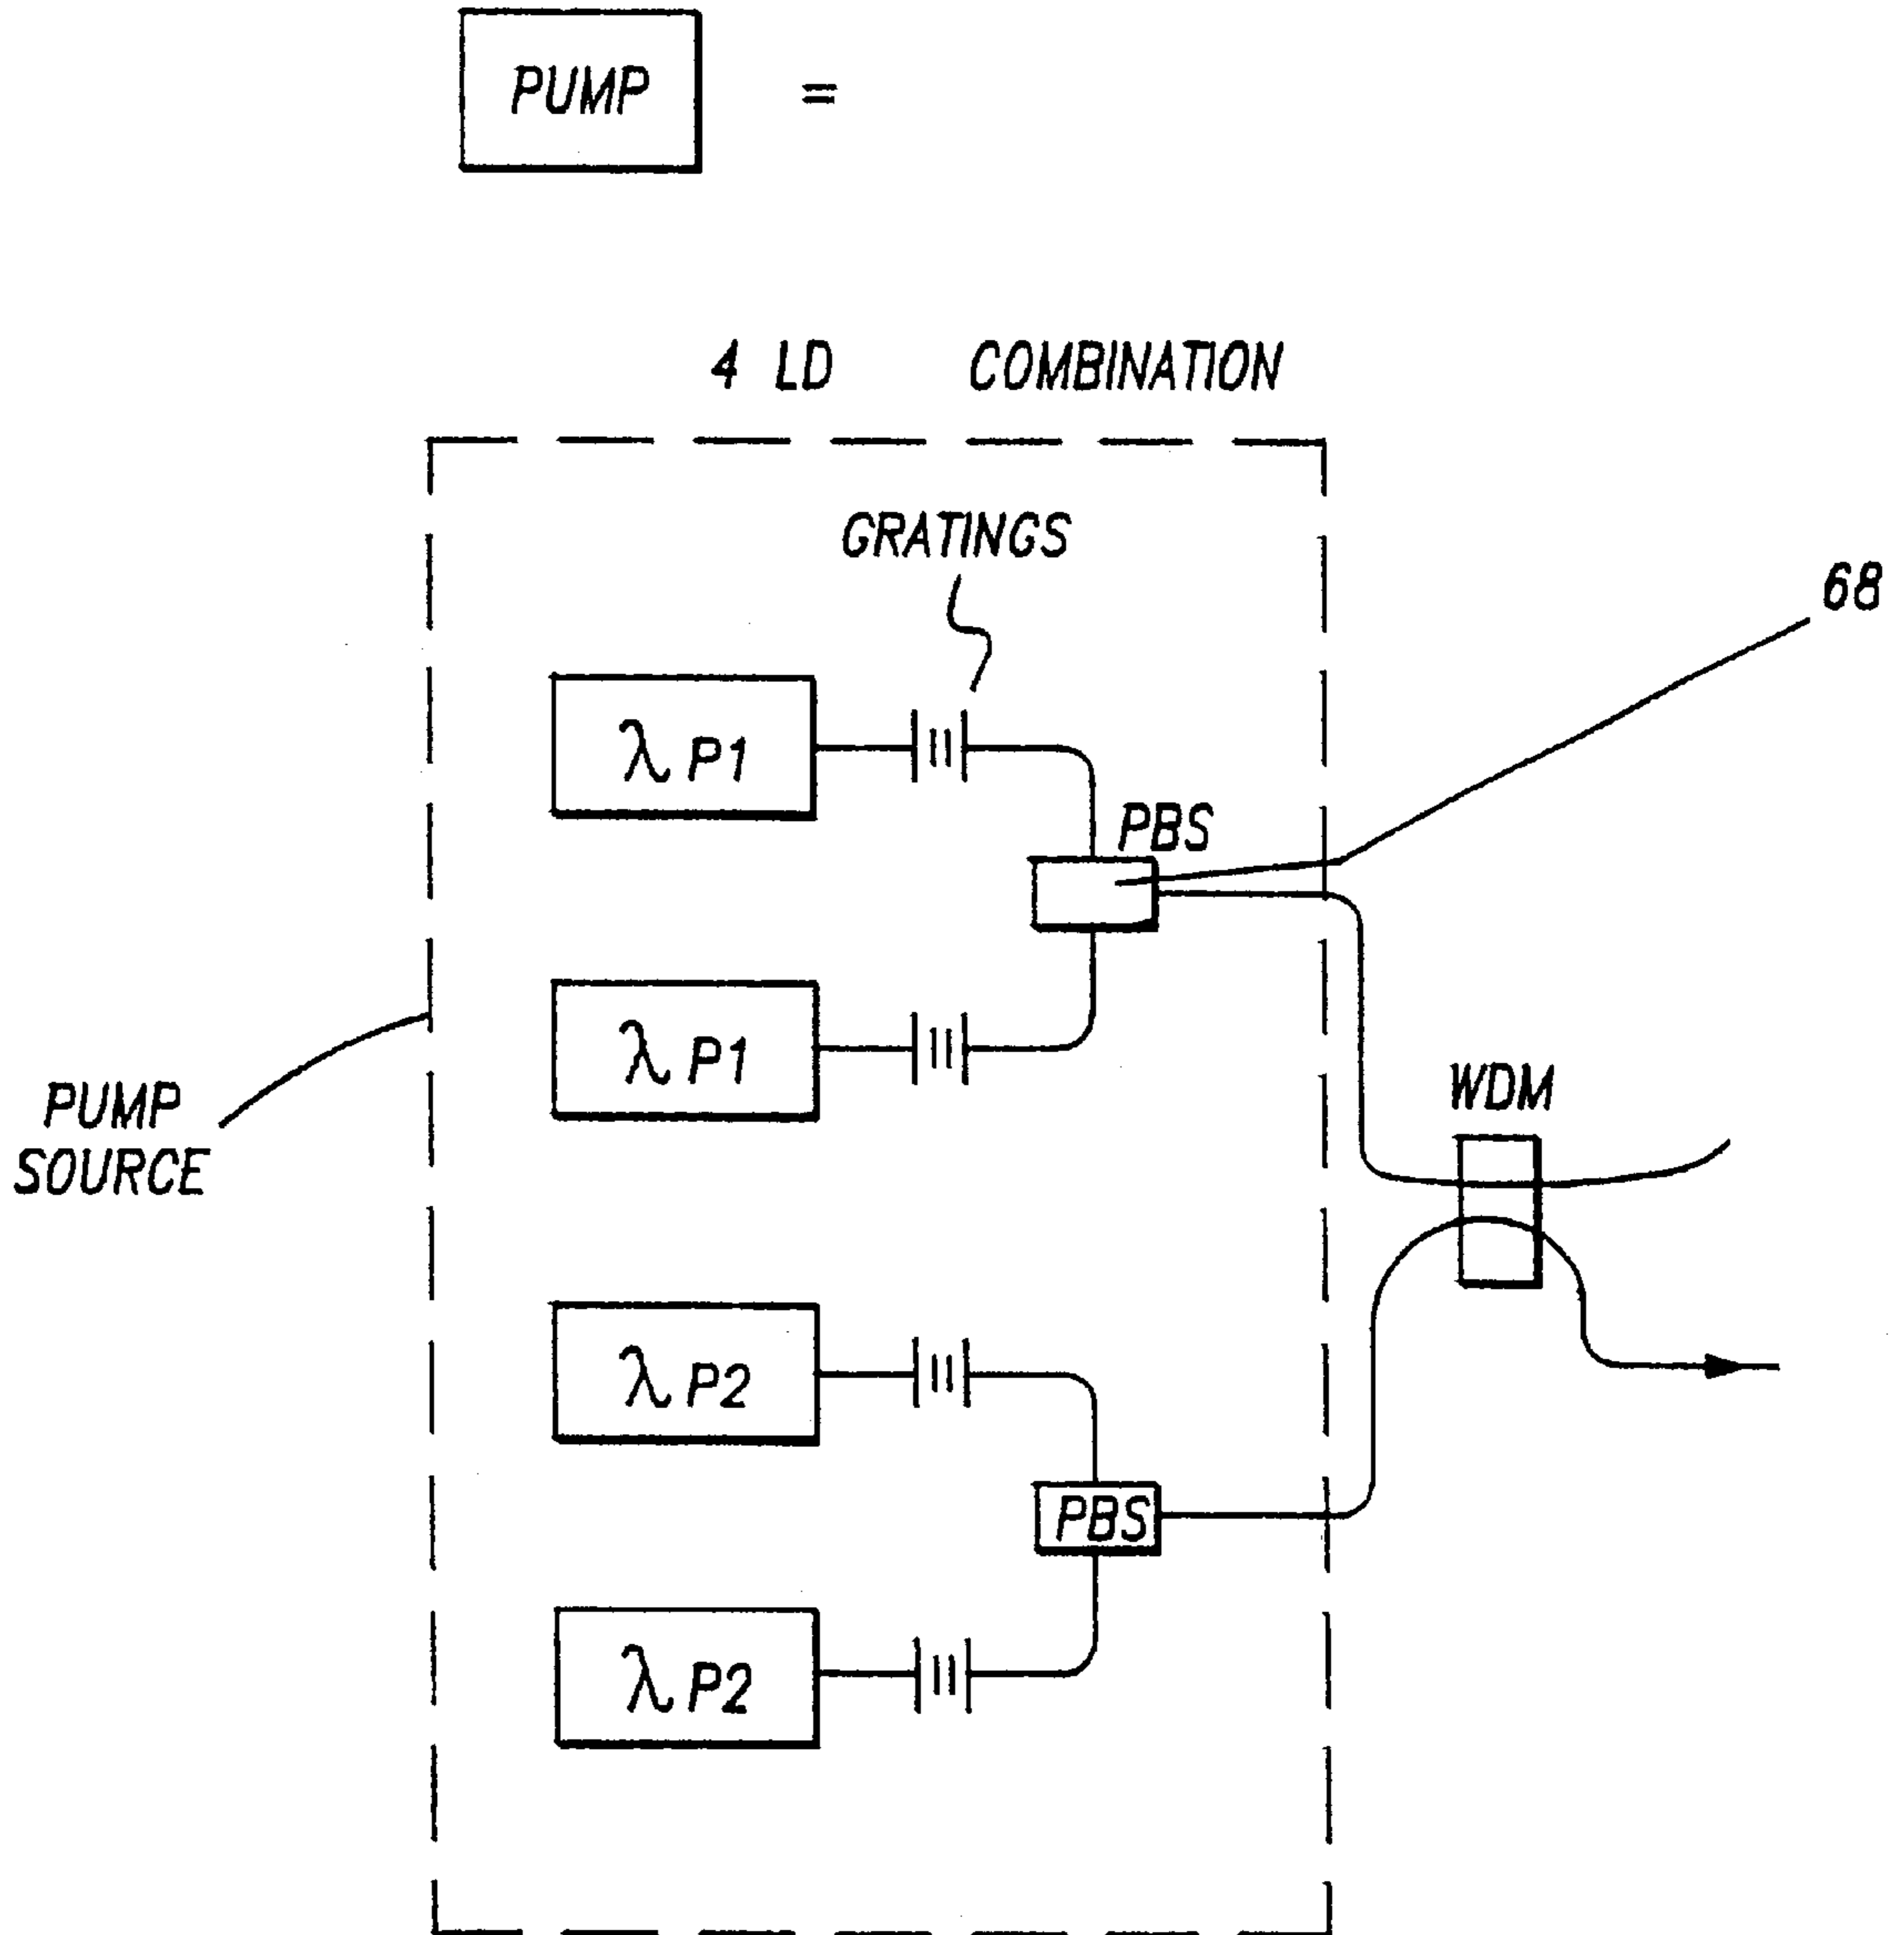 PUMP =
4 LD COMBINATION
GRATINGS
68
λ P1
PBS
λ P1
PUMP
SOURCE
WDM
λ P2
PBS
λ P2